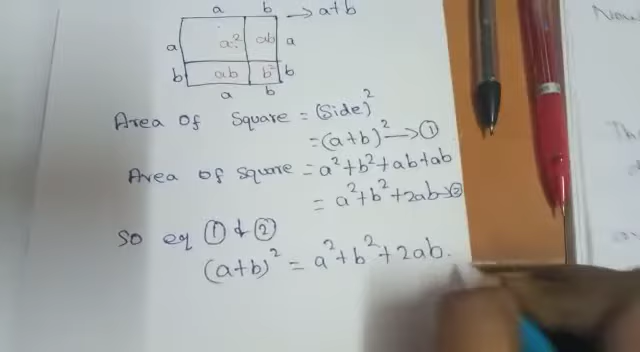 a b → a+b
a a² ab a
b ab b² b
a b
Area of square = (side)²
= (a+b)² → ①
Area of square = a²+b²+ab+ab
= a²+b²+2ab → ②
So eq ① & ②
(a+b)² = a²+b²+2ab.